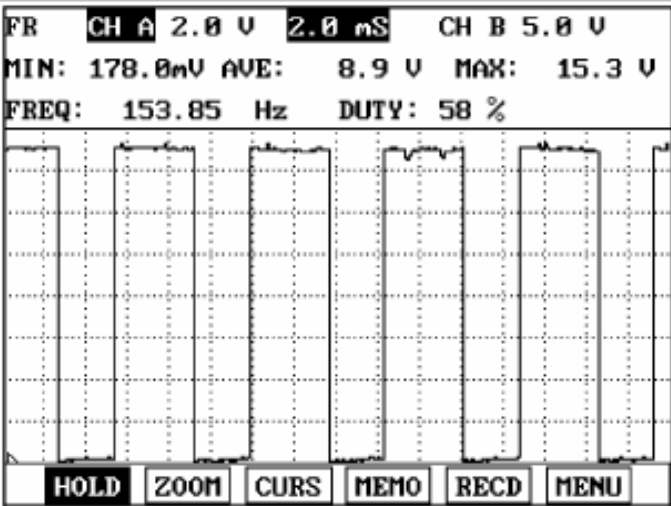 FR CH A 2.0 V 2.0 mS CH B 5.0 V
MIN: 178.0mV AVE: 8.9 V MAX: 15.3 V
FREQ: 153.85 Hz DUTY: 58 %
HOLD ZOOM CURS MEMO RECD MENU